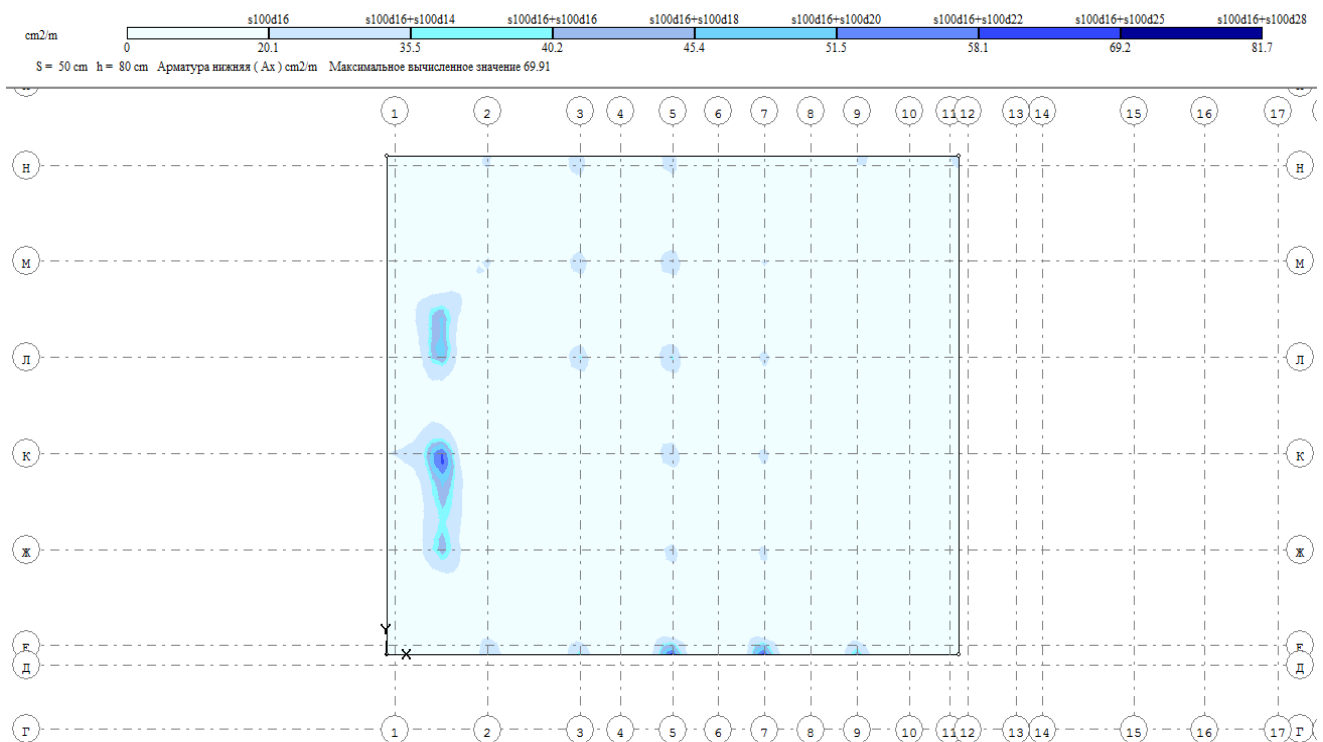 s100d16 s100d16+s100d14 s100d16+s100d16 s100d16+s100d18 s100d16+s100d20 s100d16+s100d22 s100d16+s100d25 s100d16+s100d28
cm2/m
0 20.1 35.5 40.2 45.4 51.5 58.1 69.2 81.7
S = 50 cm h = 80 cm Арматура нижняя ( Ax ) cm2/m Максимальное вычисленное значение 69.91
1 2 3 4 5 6 7 8 9 10 11 12 13 14 15 16 17
Н Н
М М
Л Л
К К
Ж Ж
Y
Е Е
X
Д Д
Г 1 2 3 4 5 6 7 8 9 10 11 12 13 14 15 16 17 Г